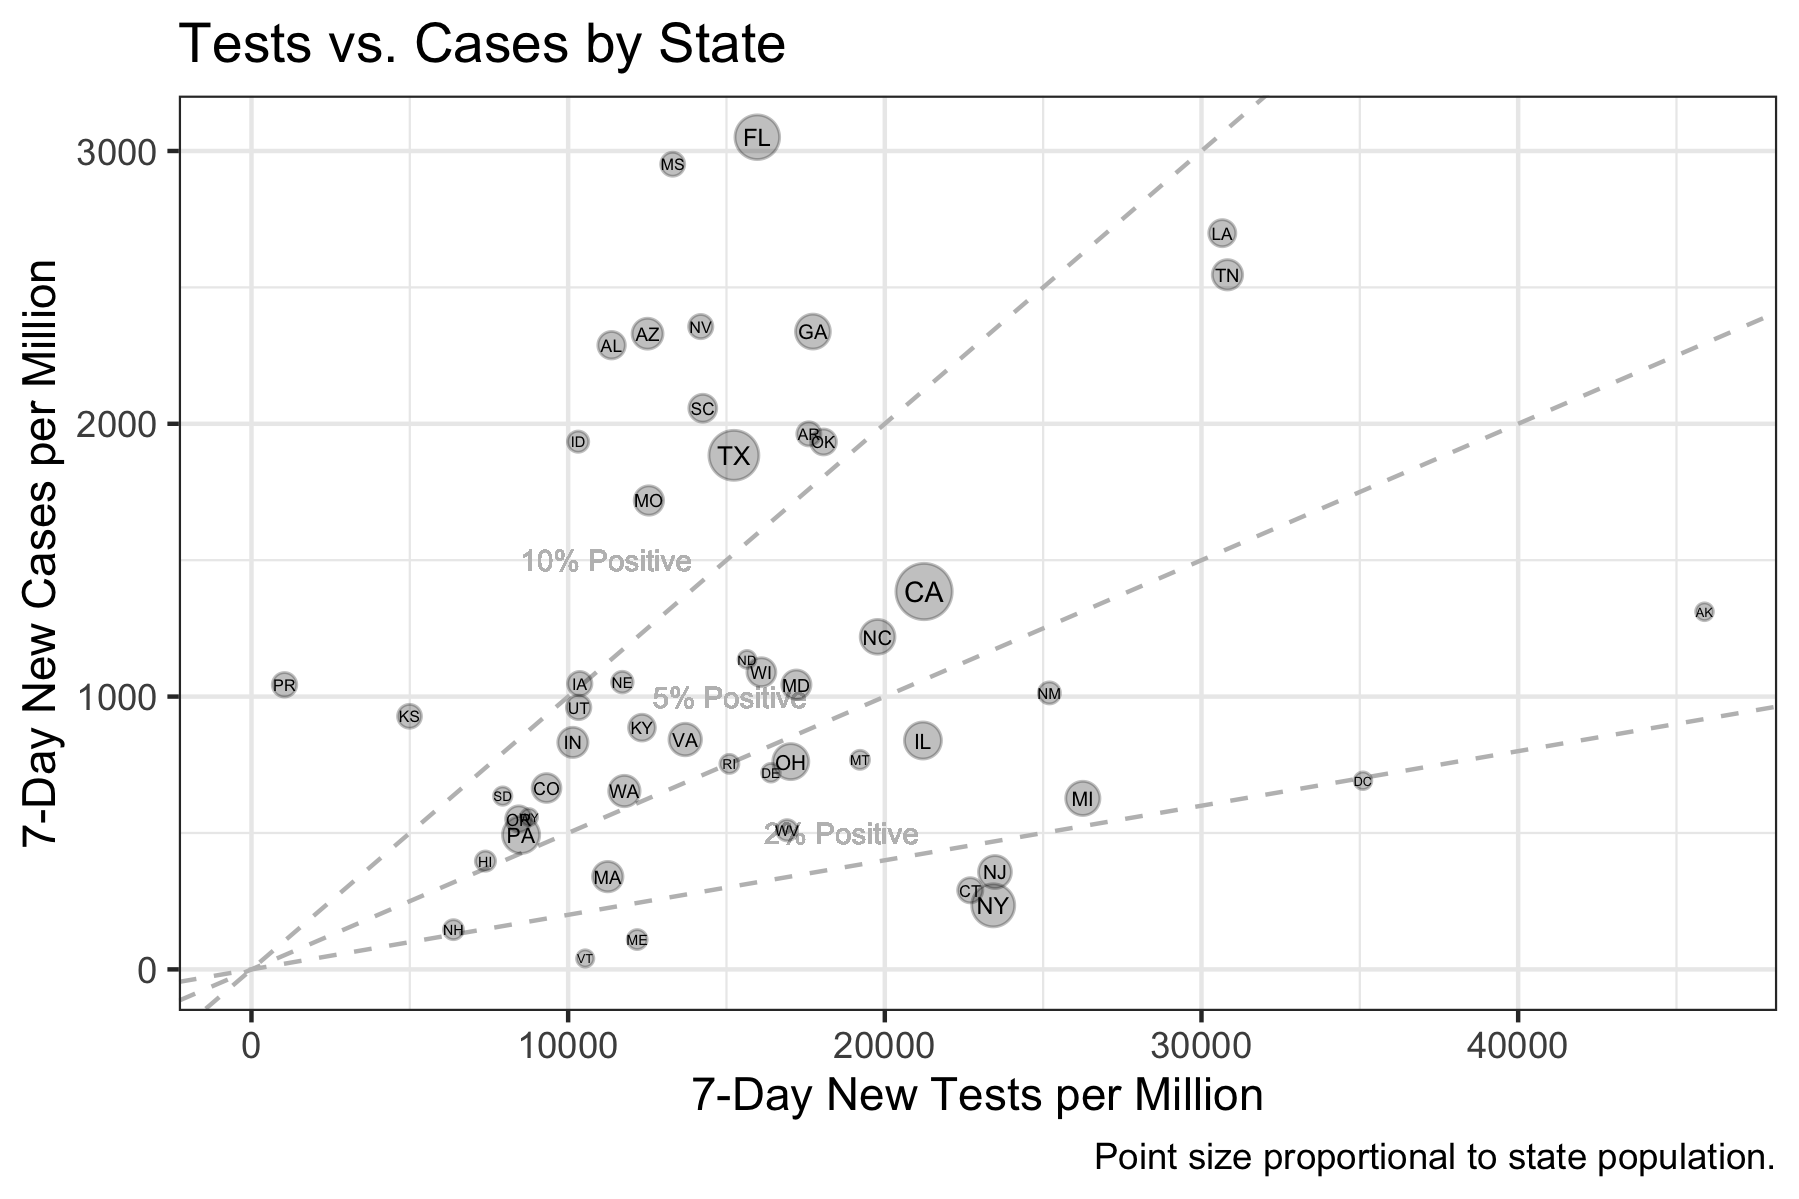 Tests vs. Cases by State
7-Day New Cases per Million
3000
2000
1000
0
FL
MS
LA
TN
NV
GA
AZ
AL
SC
AR
OK
ID
TX
MO
10% Positive
CA
AK
NC
ND
WI
PR
IA
NE
MD
NM
5% Positive
UT
KS
KY
VA
IN
IL
RI
OH
MT
DE
DC
CO
WA
SD
MI
OR
PA
WV
2% Positive
HI
MA
NJ
CT
NY
NH
ME
VT
0 10000 20000 30000 40000
7-Day New Tests per Million
Point size proportional to state population.